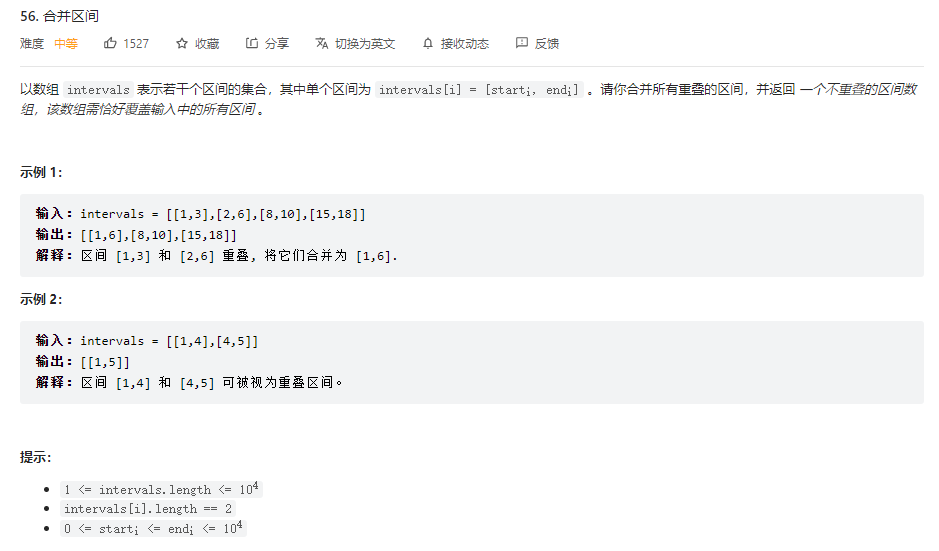 56. 合并区间
难度 中等 1527 收藏 分享 切换为英文 接收动态 反馈
以数组 intervals 表示若干个区间的集合，其中单个区间为 intervals[i] = [starti, endi] 。请你合并所有重叠的区间，并返回 一个不重叠的区间数
组，该数组需恰好覆盖输入中的所有区间 。
示例 1：
输入：intervals = [[1,3],[2,6],[8,10],[15,18]]
输出：[[1,6],[8,10],[15,18]]
解释：区间 [1,3] 和 [2,6] 重叠, 将它们合并为 [1,6].
示例 2：
输入：intervals = [[1,4],[4,5]]
输出：[[1,5]]
解释：区间 [1,4] 和 [4,5] 可被视为重叠区间。
提示：
• 1 <= intervals.length <= 10⁴
• intervals[i].length == 2
• 0 <= starti <= endi <= 10⁴